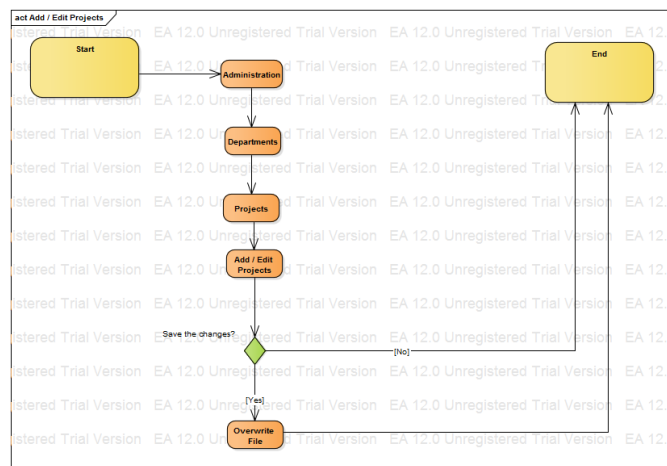 act Add / Edit Projects
EA 12.0 Unregistered Trial Version
Start
End
Administration
Departments
Projects
Add / Edit
Projects
Save the changes?
[No]
[Yes]
Overwrite
File